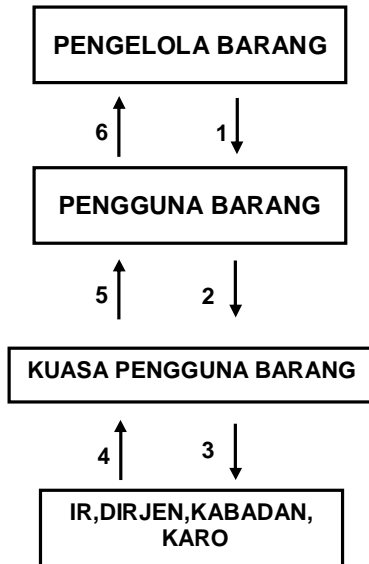 PENGELOLA BARANG
6 1
PENGGUNA BARANG
5 2
KUASA PENGGUNA BARANG
4 3
IR,DIRJEN,KABADAN,
KARO